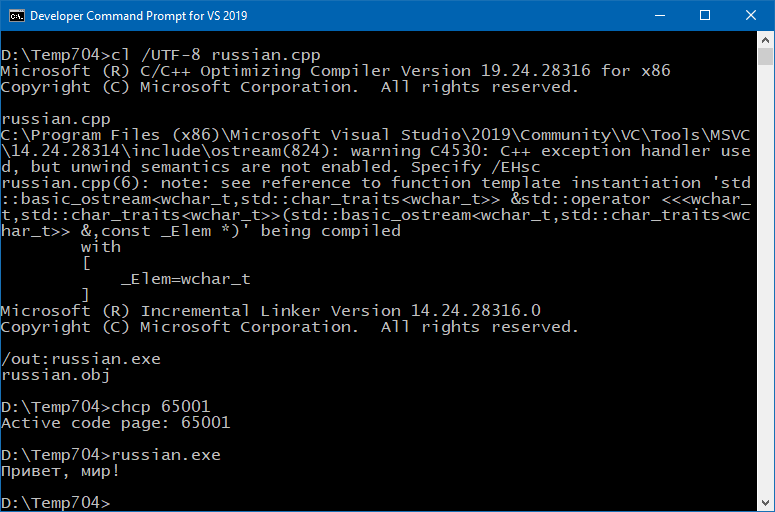 Developer Command Prompt for VS 2019
D:\Temp704>cl /UTF-8 russian.cpp
Microsoft (R) C/C++ Optimizing Compiler Version 19.24.28316 for x86
Copyright (C) Microsoft Corporation.  All rights reserved.
russian.cpp
C:\Program Files (x86)\Microsoft Visual Studio\2019\Community\VC\Tools\MSVC
\14.24.28314\include\ostream(824): warning C4530: C++ exception handler use
d, but unwind semantics are not enabled. Specify /EHsc
russian.cpp(6): note: see reference to function template instantiation 'std
::basic_ostream<wchar_t,std::char_traits<wchar_t>> &std::operator <<<wchar_
t,std::char_traits<wchar_t>>(std::basic_ostream<wchar_t,std::char_traits<wc
har_t>> &,const _Elem *)' being compiled
        with
        [
            _Elem=wchar_t
        ]
Microsoft (R) Incremental Linker Version 14.24.28316.0
Copyright (C) Microsoft Corporation.  All rights reserved.
/out:russian.exe
russian.obj
D:\Temp704>chcp 65001
Active code page: 65001
D:\Temp704>russian.exe
Привет, мир!
D:\Temp704>